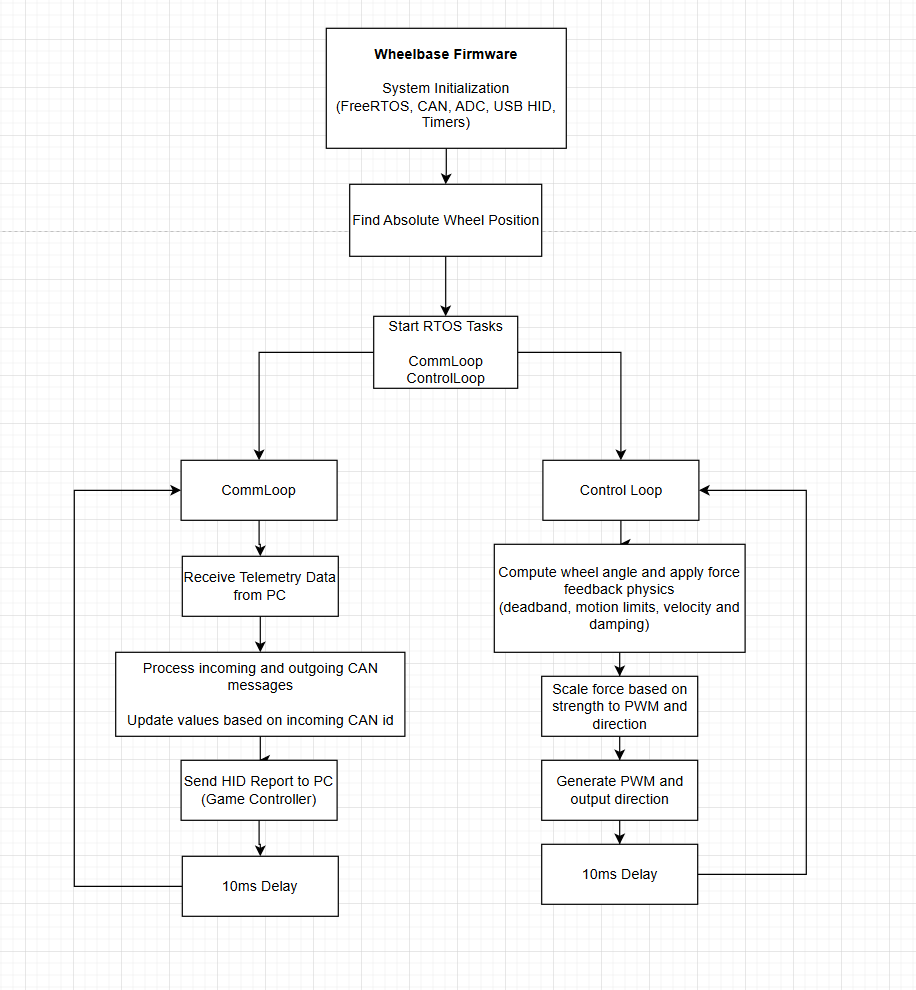 Wheelbase Firmware
System Initialization
(FreeRTOS, CAN, ADC, USB HID,
Timers)
Find Absolute Wheel Position
Start RTOS Tasks
CommLoop
ControlLoop
CommLoop
Receive Telemetry Data
from PC
Process incoming and outgoing CAN
messages
Update values based on incoming CAN id
Send HID Report to PC
(Game Controller)
10ms Delay
Control Loop
Compute wheel angle and apply force
feedback physics
(deadband, motion limits, velocity and
damping)
Scale force based on
strength to PWM and
direction
Generate PWM and
output direction
10ms Delay